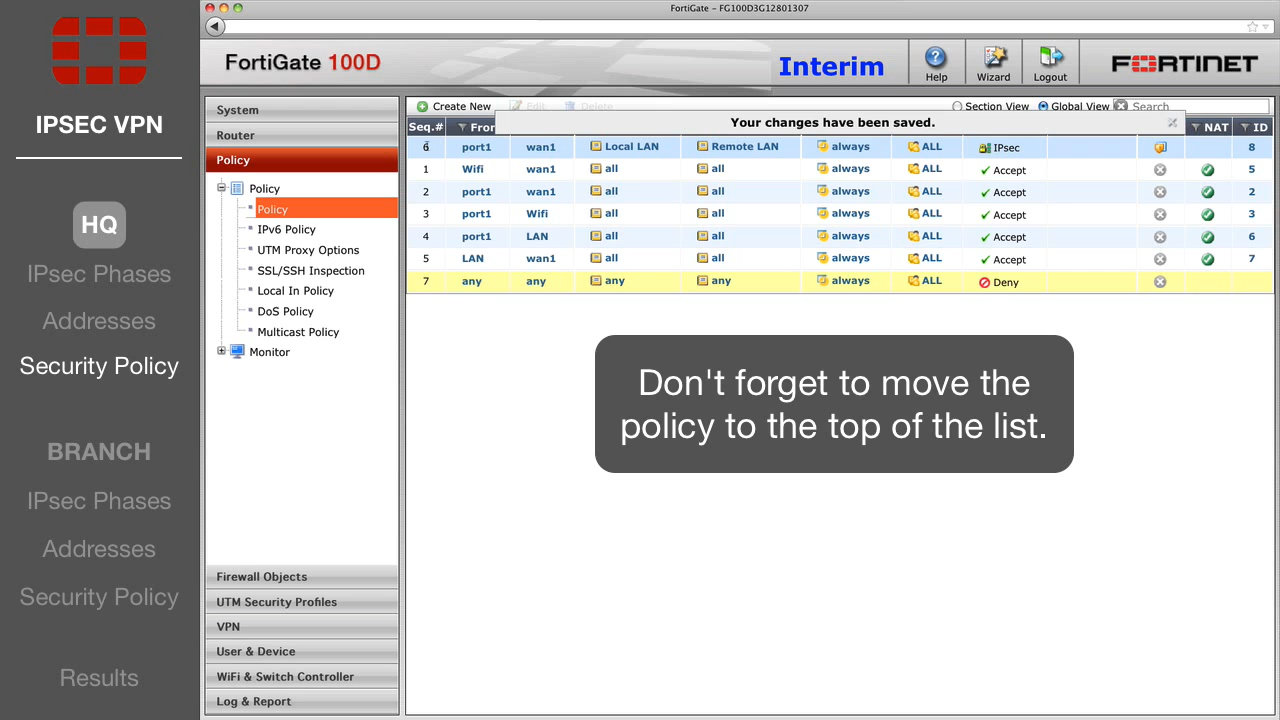 FortiGate - FG100D3G12801307
IPSEC VPN
HQ
IPsec Phases
Addresses
Security Policy
BRANCH
IPsec Phases
Addresses
Security Policy
Results
FortiGate 100D
Interim
Help
Wizard
Logout
FORTINET
System
Router
Policy
Policy
Policy
IPv6 Policy
UTM Proxy Options
SSL/SSH Inspection
Local In Policy
DoS Policy
Multicast Policy
Monitor
Firewall Objects
UTM Security Profiles
VPN
User & Device
WiFi & Switch Controller
Log & Report
Create New Edit Delete Section View Global View Search
Your changes have been saved.
Seq.# From NAT ID
6 port1 wan1 Local LAN Remote LAN always ALL IPsec 8
1 Wifi wan1 all all always ALL Accept 5
2 port1 wan1 all all always ALL Accept 2
3 port1 Wifi all all always ALL Accept 3
4 port1 LAN all all always ALL Accept 6
5 LAN wan1 all all always ALL Accept 7
7 any any any any always ALL Deny
Don't forget to move the
policy to the top of the list.